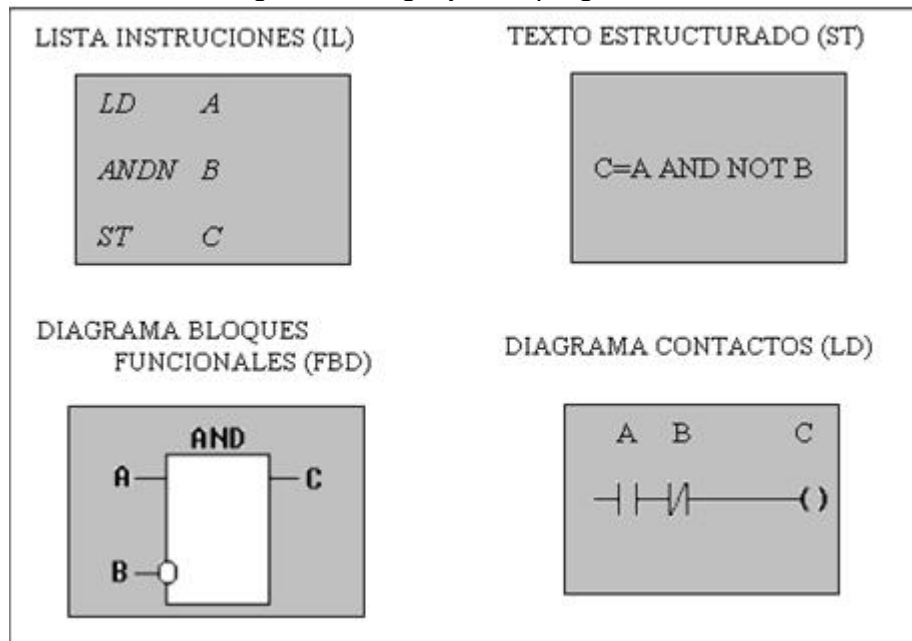 LISTA INSTRUCIONES (IL)
LD A
ANDN B
ST C
TEXTO ESTRUCTURADO (ST)
C=A AND NOT B
DIAGRAMA BLOQUES
FUNCIONALES (FBD)
AND
A
C
B
DIAGRAMA CONTACTOS (LD)
A B C